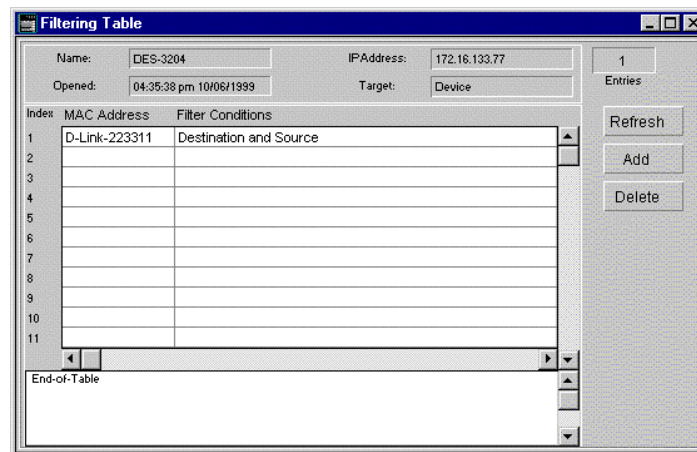 Filtering Table
Name: DES-3204 IPAddress: 172.16.133.77 1
Opened: 04:35:38 pm 10/06/1999 Target: Device Entries
Index MAC Address Filter Conditions
1 D-Link-223311 Destination and Source
2
3
4
5
6
7
8
9
10
11
Refresh
Add
Delete
End-of-Table